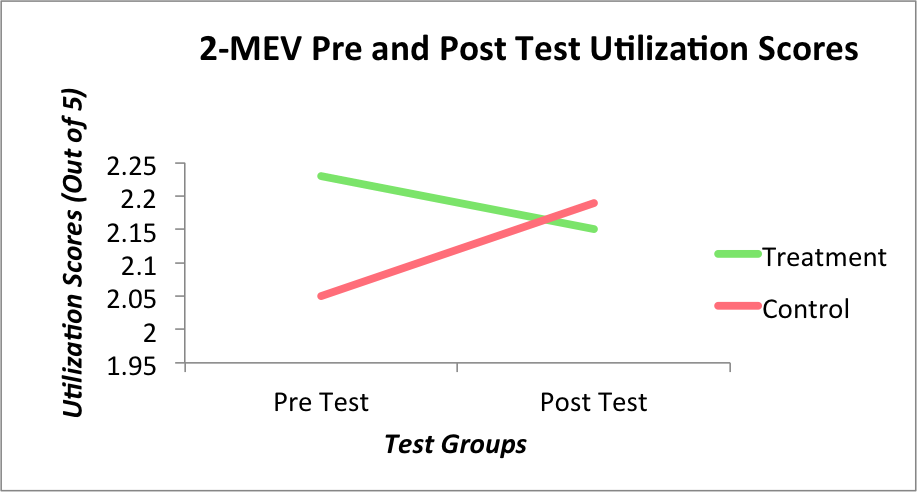 2-MEV Pre and Post Test Utilization Scores
Utilization Scores (Out of 5)
2.25
2.2
2.15
2.1
2.05
2
1.95
Treatment
Control
Pre Test
Post Test
Test Groups